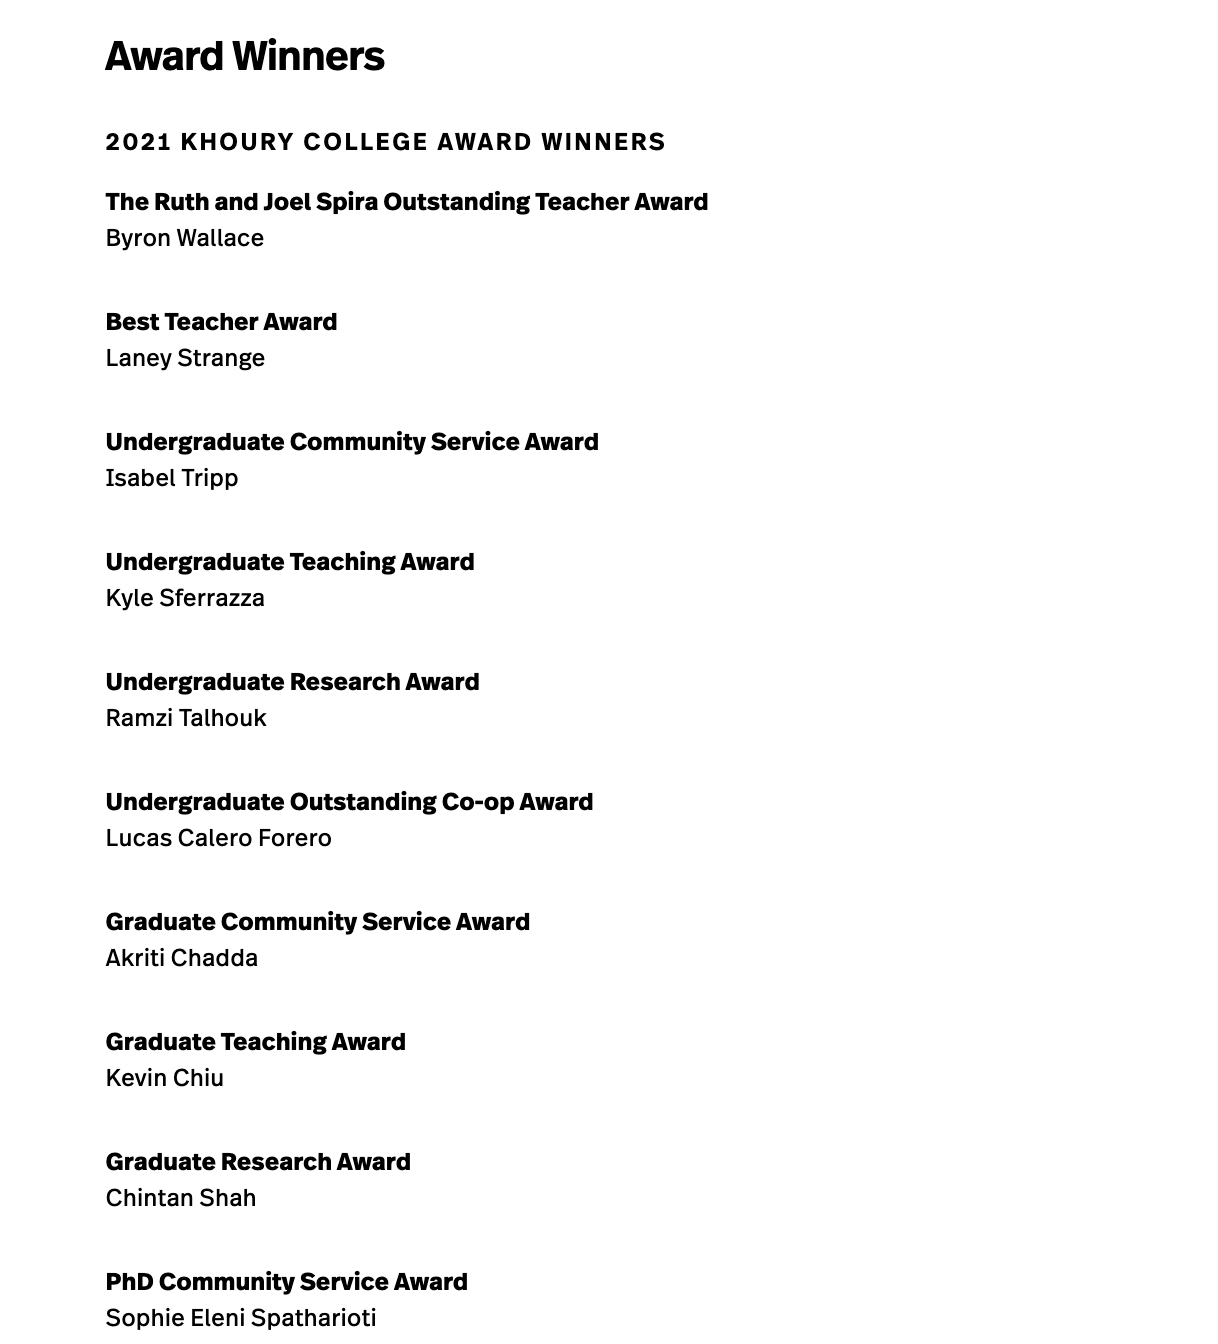 Award Winners
2021 KHOURY COLLEGE AWARD WINNERS
The Ruth and Joel Spira Outstanding Teacher Award
Byron Wallace
Best Teacher Award
Laney Strange
Undergraduate Community Service Award
Isabel Tripp
Undergraduate Teaching Award
Kyle Sferrazza
Undergraduate Research Award
Ramzi Talhouk
Undergraduate Outstanding Co-op Award
Lucas Calero Forero
Graduate Community Service Award
Akriti Chadda
Graduate Teaching Award
Kevin Chiu
Graduate Research Award
Chintan Shah
PhD Community Service Award
Sophie Eleni Spatharioti